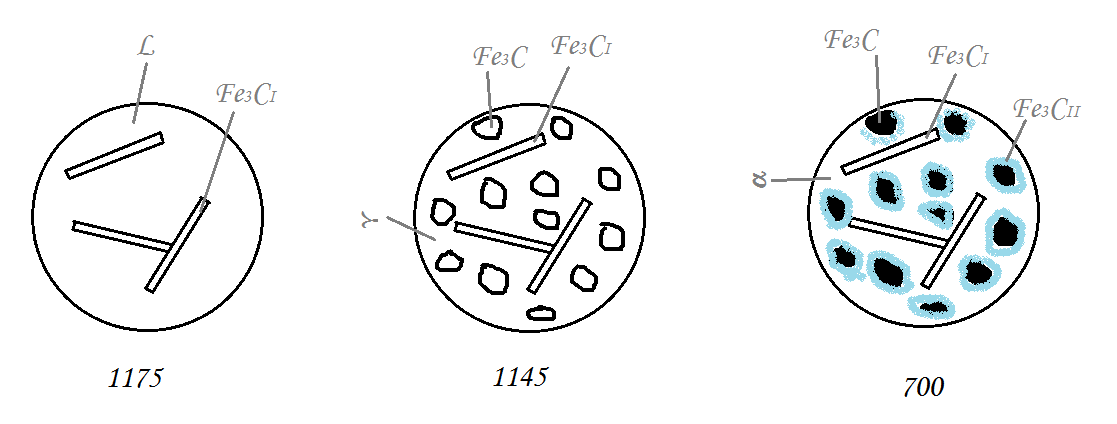 L
Fe3CI
1175
Fe3C
Fe3CI
γ
1145
Fe3C
Fe3CI
Fe3CII
α
700